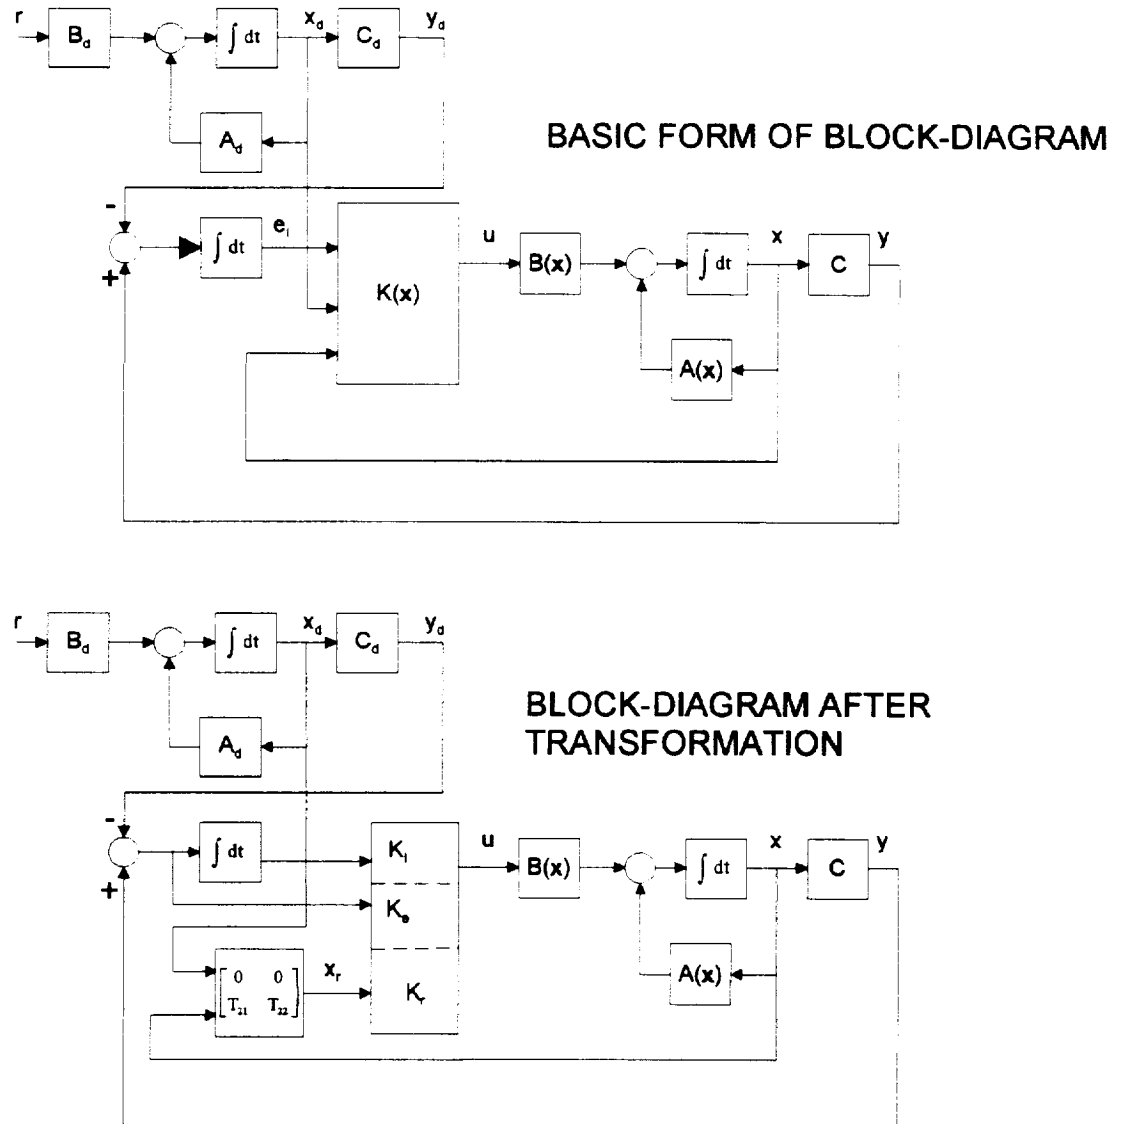 r
B_d
∫ dt
x_d
C_d
y_d
A_d
BASIC FORM OF BLOCK-DIAGRAM
-
+
∫ dt
e_i
K(x)
u
B(x)
∫ dt
x
C
y
A(x)
r
B_d
∫ dt
x_d
C_d
y_d
A_d
BLOCK-DIAGRAM AFTER
TRANSFORMATION
-
+
∫ dt
K_i
K_e
K_r
u
B(x)
∫ dt
x
C
y
A(x)
0 0
T_21 T_22
x_r